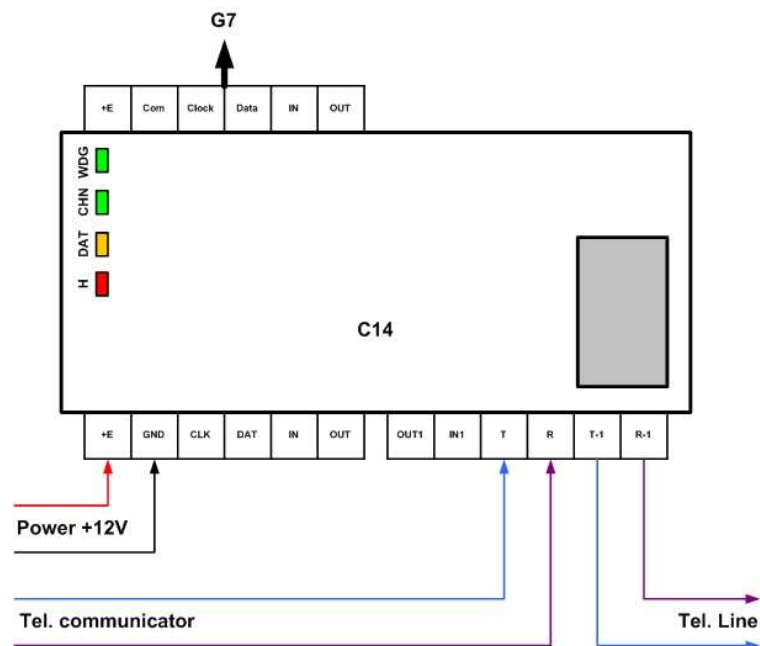 G7
+E Com Clock Data IN OUT
WDG
CHN
DAT
H
C14
+E GND CLK DAT IN OUT OUT1 IN1 T R T-1 R-1
Power +12V
Tel. communicator Tel. Line